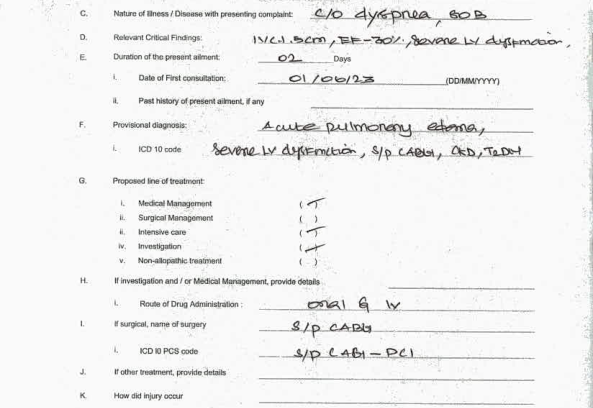 C. Nature of Illness / Disease with presenting complaint: c/o dyspnea, SOB
D. Relevant Critical Findings: IVC 1.5cm, EF-30%, Severe LV dysfunction,
E. Duration of the present ailment: 02 Days
i. Date of First consultation: 01/06/23 (DD/MM/YYYY)
ii. Past history of present ailment, if any
F. Provisional diagnosis: Acute pulmonary edema,
i. ICD 10 code Severe LV dysfunction, S/p CABG, CKD, T2DM
G. Proposed line of treatment:
i. Medical Management ( )
ii. Surgical Management ( )
ii. Intensive care ( )
iv. Investigation ( )
v. Non-allopathic treatment ( )
H. If investigation and / or Medical Management, provide details
i. Route of Drug Administration : oral & IV
I. If surgical, name of surgery S/p CABG
i. ICD I0 PCS code S/p CABG - PCI
J. If other treatment, provide details
K. How did injury occur